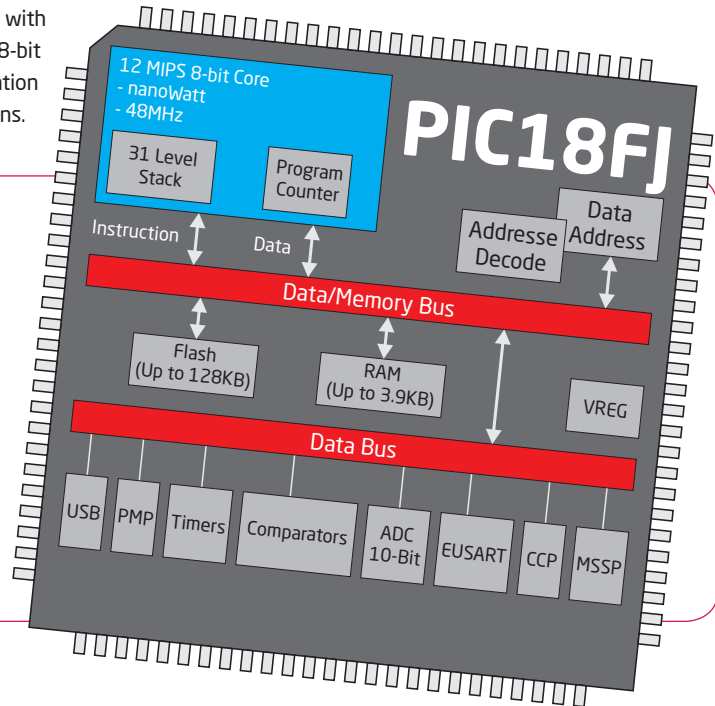 with
8-bit
ation
ns.
12 MIPS 8-bit Core
- nanoWatt
- 48MHz
31 Level
Stack
Program
Counter
PIC18FJ
Data
Address
Addresse
Decode
Instruction
Data
Data/Memory Bus
Flash
(Up to 128KB)
RAM
(Up to 3.9KB)
VREG
Data Bus
USB
PMP
Timers
Comparators
ADC
10-Bit
EUSART
CCP
MSSP